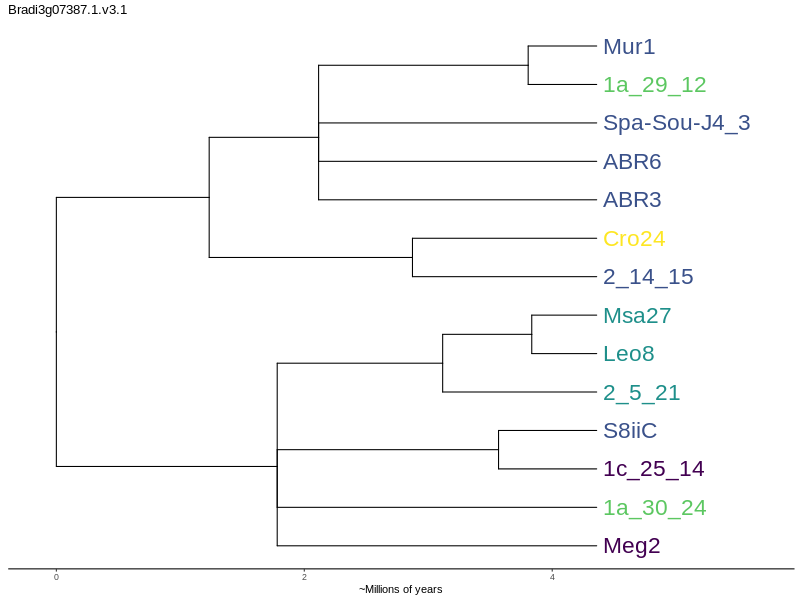 Bradi3g07387.1.v3.1
Mur1
1a_29_12
Spa-Sou-J4_3
ABR6
ABR3
Cro24
2_14_15
Msa27
Leo8
2_5_21
S8iiC
1c_25_14
1a_30_24
Meg2
0 2 4
~Millions of years